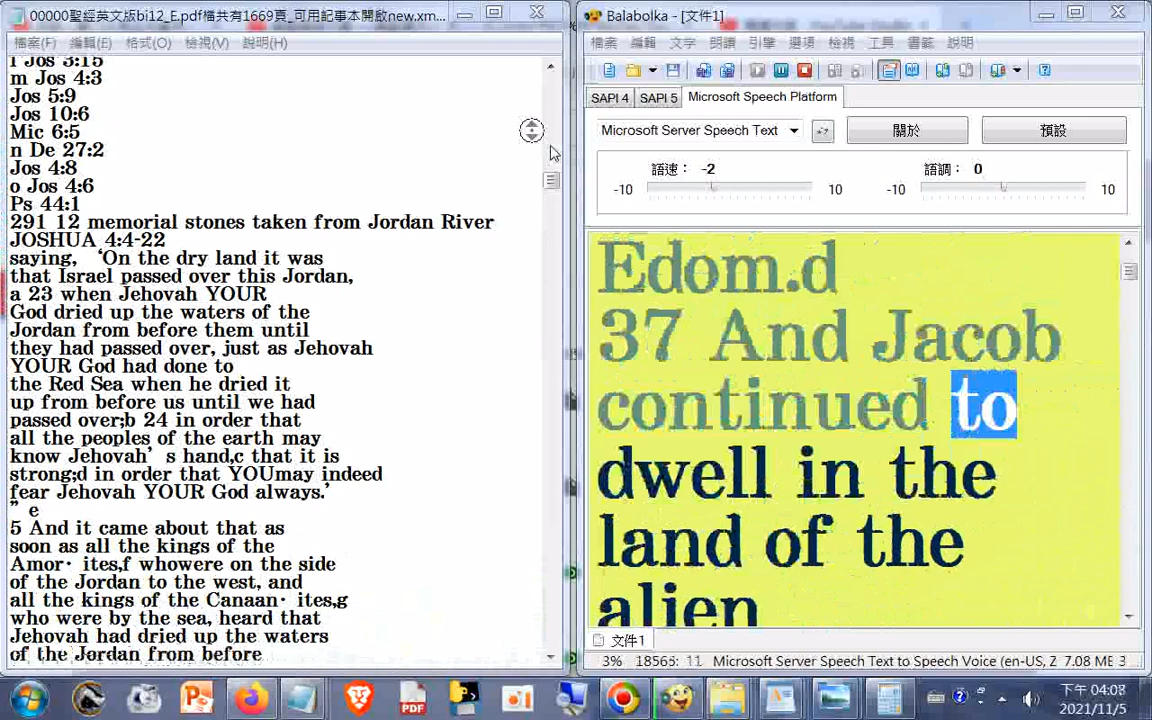 00000聖經英文版bi12_E.pdf檔共有1669頁_可用記事本開啟new.xm...
檔案(F) 編輯(E) 格式(O) 檢視(V) 說明(H)
m Jos 4:3
Jos 5:9
Jos 10:6
Mic 6:5
n De 27:2
Jos 4:8
o Jos 4:6
Ps 44:1
291 12 memorial stones taken from Jordan River
JOSHUA 4:4-22
saying, ‘On the dry land it was
that Israel passed over this Jordan,
a 23 when Jehovah YOUR
God dried up the waters of the
Jordan from before them until
they had passed over, just as Jehovah
YOUR God had done to
the Red Sea when he dried it
up from before us until we had
passed over;b 24 in order that
all the peoples of the earth may
know Jehovah’s hand,c that it is
strong;d in order that YOUmay indeed
fear Jehovah YOUR God always.’
” e
5 And it came about that as
soon as all the kings of the
Amor· ites,f whowere on the side
of the Jordan to the west, and
all the kings of the Canaan· ites,g
who were by the sea, heard that
Jehovah had dried up the waters
of the Jordan from before
Balabolka - [文件1]
檔案 編輯 文字 朗讀 引擎 選項 檢視 工具 書籤 說明
SAPI 4 SAPI 5 Microsoft Speech Platform
Microsoft Server Speech Text 關於 預設
語速： -2 語調： 0
-10 10 -10 10
Edom.d
37 And Jacob
continued to
dwell in the
land of the
alien
文件1
3% 18568: 11 Microsoft Server Speech Text to Speech Voice (en-US, Z 7.08 MB 3
下午 04:08
2021/11/5